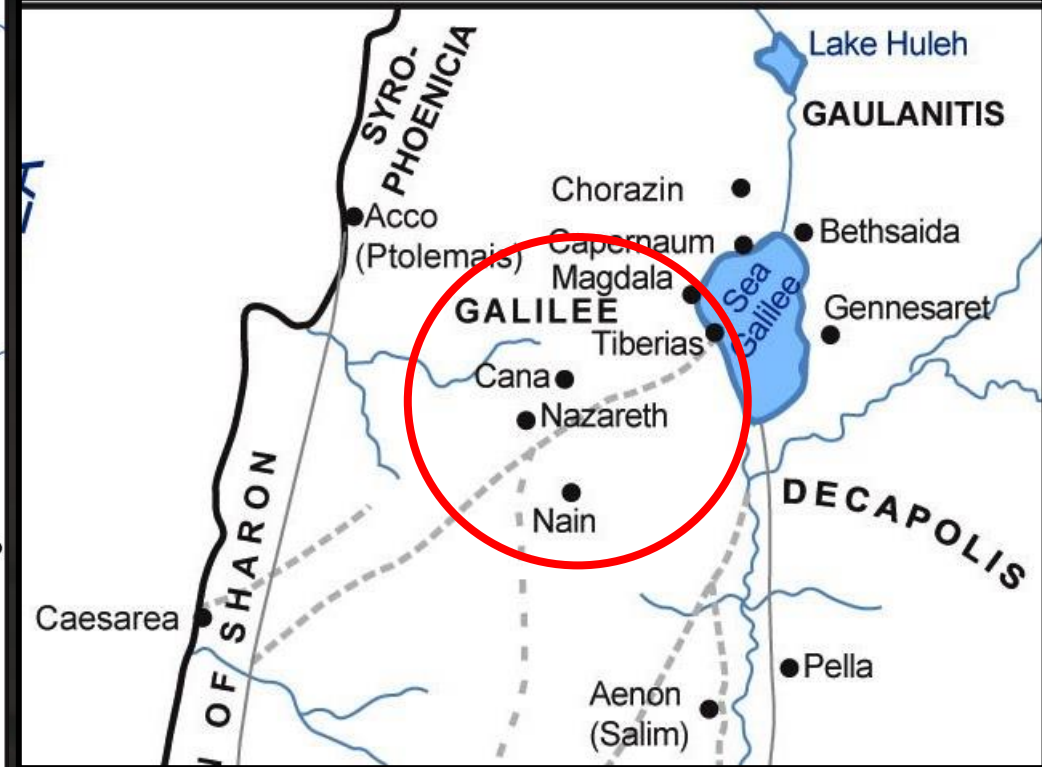 Lake Huleh
SYRO-
PHOENICIA
GAULANITIS
Chorazin
Acco
(Ptolemais)
Bethsaida
Capernaum
Magdala
Sea
Galilee
GALILEE
Gennesaret
Tiberias
Cana
Nazareth
DECAPOLIS
Nain
OF SHARON
Caesarea
Pella
Aenon
(Salim)